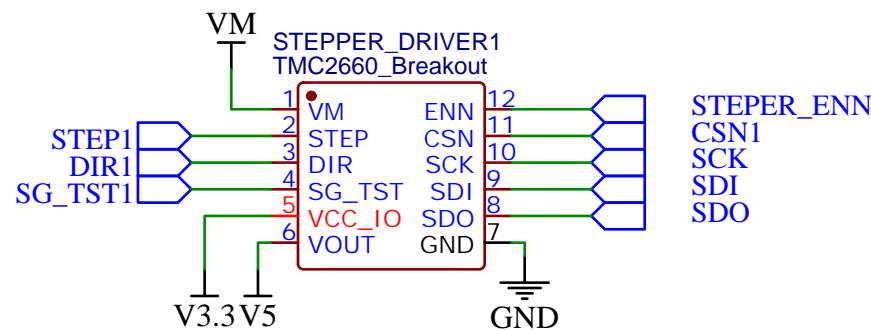 VM
STEPPER_DRIVER1
TMC2660_Breakout
1 VM ENN 12 STEPER_ENN
STEP1 2 STEP CSN 11 CSN1
DIR1 3 DIR SCK 10 SCK
SG_TST1 4 SG_TST SDI 9 SDI
5 VCC_IO SDO 8 SDO
6 VOUT GND 7
V3.3 V5 GND